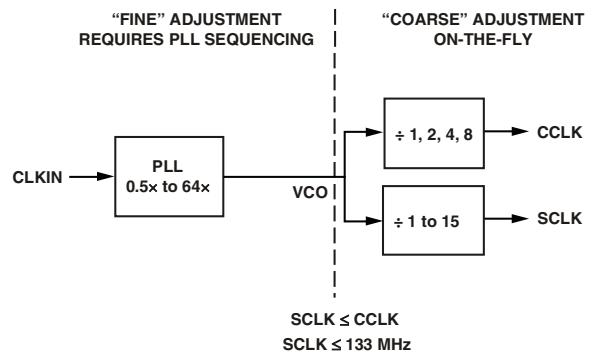 “FINE” ADJUSTMENT
REQUIRES PLL SEQUENCING
“COARSE” ADJUSTMENT
ON-THE-FLY
CLKIN
PLL
0.5× to 64×
VCO
÷ 1, 2, 4, 8
CCLK
÷ 1 to 15
SCLK
SCLK ≤ CCLK
SCLK ≤ 133 MHz